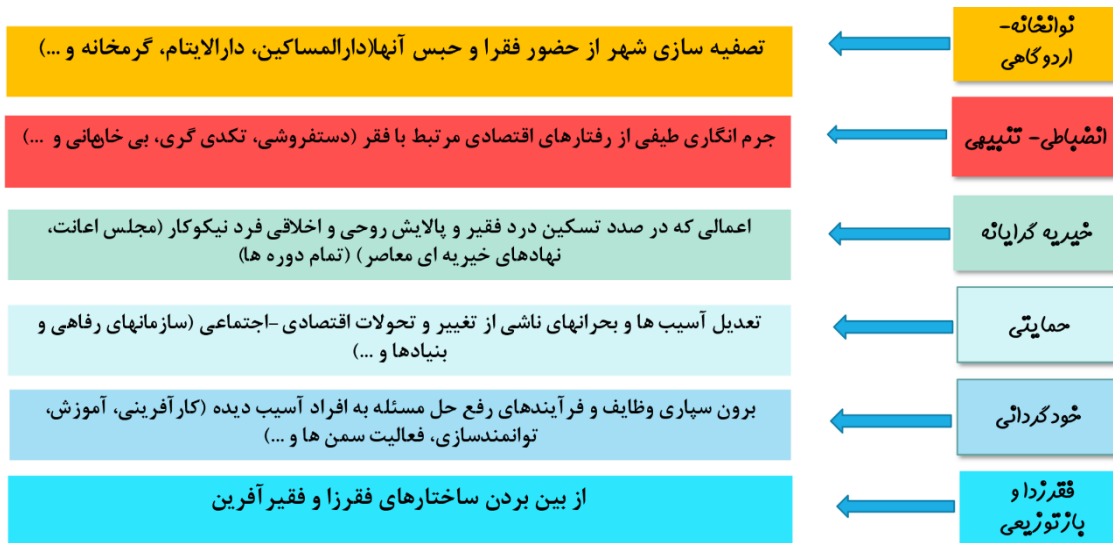 نوانخانه-
اردوگاهی
تصفیه سازی شهر از حضور فقرا و حبس آنها(دارالمساکین، دارالایتام، گرمخانه و ...)
انضباطی- تنبیهی
جرم انگاری طیفی از رفتارهای اقتصادی مرتبط با فقر (دستفروشی، تکدی گری، بی خانمانی و ...)
خیریه گرایانه
اعمالی که در صدد تسکین درد فقیر و پالایش روحی و اخلاقی فرد نیکوکار (مجلس اعانت،
نهادهای خیریه ای معاصر) (تمام دوره ها)
حمایتی
تعدیل آسیب ها و بحرانهای ناشی از تغییر و تحولات اقتصادی -اجتماعی (سازمانهای رفاهی و
بنیادها و ...)
خودگردانی
برون سپاری وظایف و فرآیندهای رفع حل مسئله به افراد آسیب دیده (کارآفرینی، آموزش،
توانمندسازی، فعالیت سمن ها و ...)
فقرزدا و
بازتوزیعی
از بین بردن ساختارهای فقرزا و فقیرآفرین